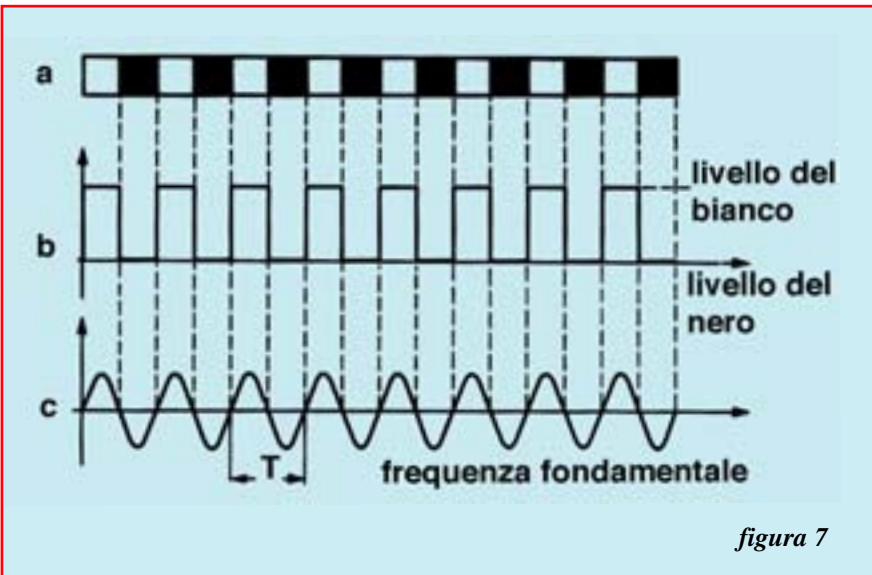 a
livello del
bianco
b
livello del
nero
c
T
frequenza fondamentale
figura 7